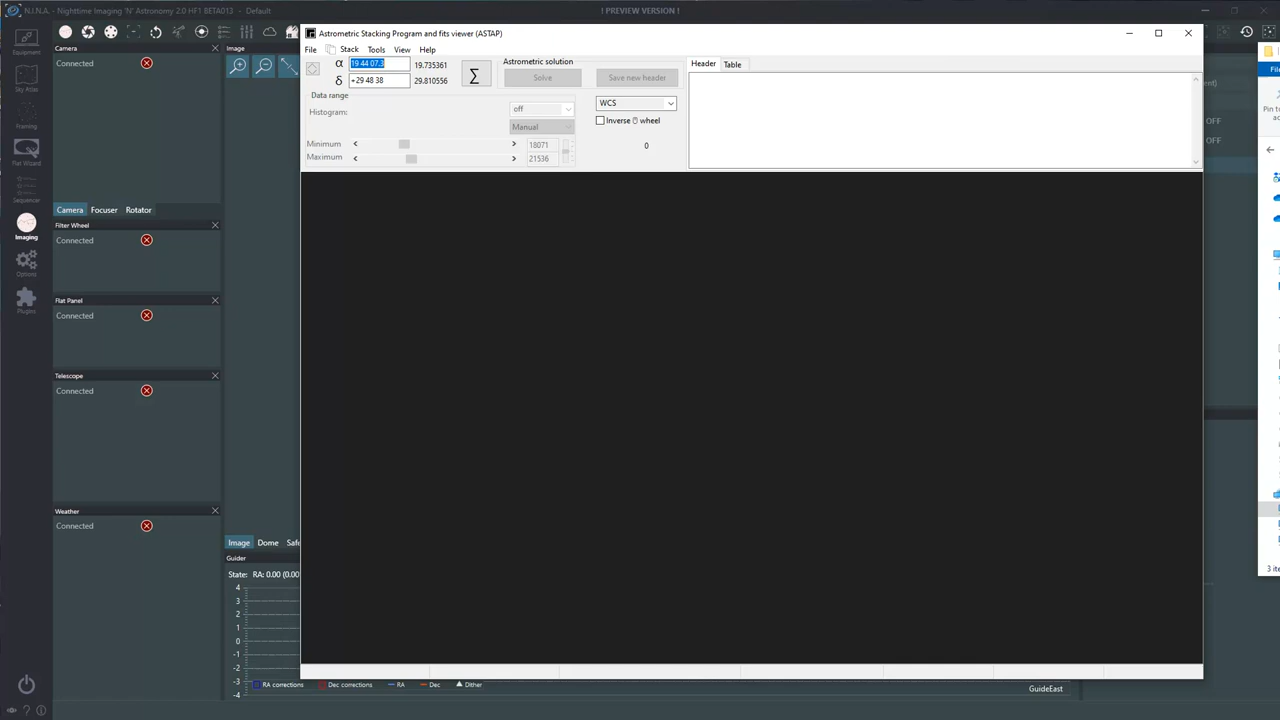 N.I.N.A. - Nighttime Imaging 'N' Astronomy 2.0 HF1 BETA013 - Default
! PREVIEW VERSION !
Equipment
Sky Atlas
Framing
Flat Wizard
Sequencer
Imaging
Options
Plugins
Camera
Connected
Camera
Focuser
Rotator
Filter Wheel
Connected
Flat Panel
Connected
Telescope
Connected
Weather
Connected
Image
Astrometric Stacking Program and fits viewer (ASTAP)
File
Stack
Tools
View
Help
α
19 44 07.3
19.735361
δ
+29 48 38
29.810556
∑
Astrometric solution
Solve
Save new header
Data range
Histogram:
off
Manual
Minimum
18071
Maximum
21536
WCS
Inverse
wheel
0
Header
Table
Image
Dome
Guider
State:
RA: 0.00 (0.00
4
3
2
1
0
-1
-2
-3
-4
RA corrections
Dec corrections
RA
Dec
Dither
GuideEast
OFF
OFF
File
Pin t
3 ite